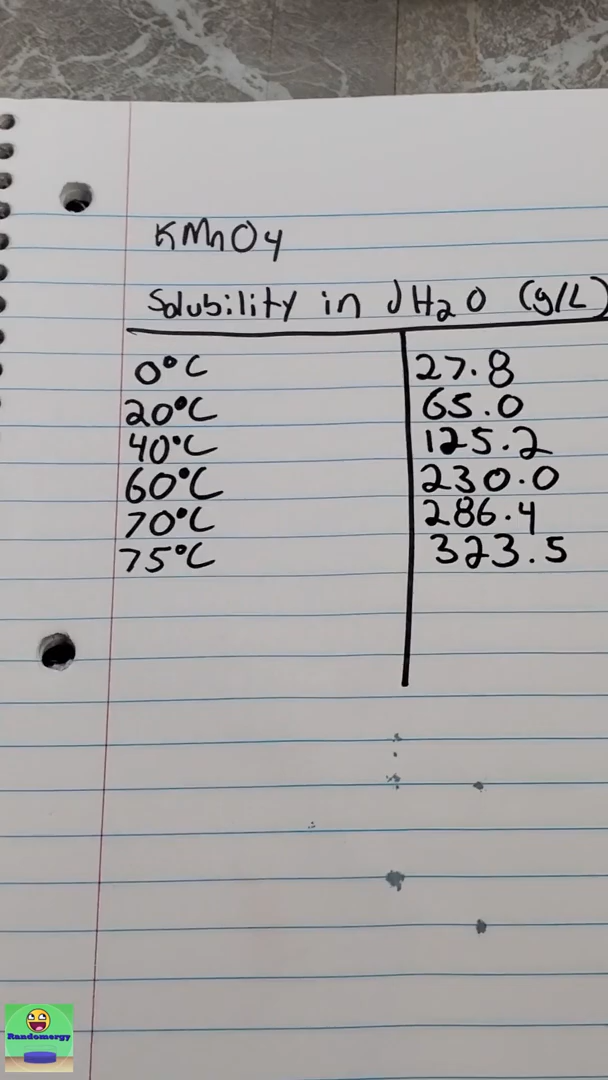 KMnO4
Solubility in dH2O (g/L)
0°C 27.8
20°C 65.0
40°C 125.2
60°C 230.0
70°C 286.4
75°C 323.5
Randomergy